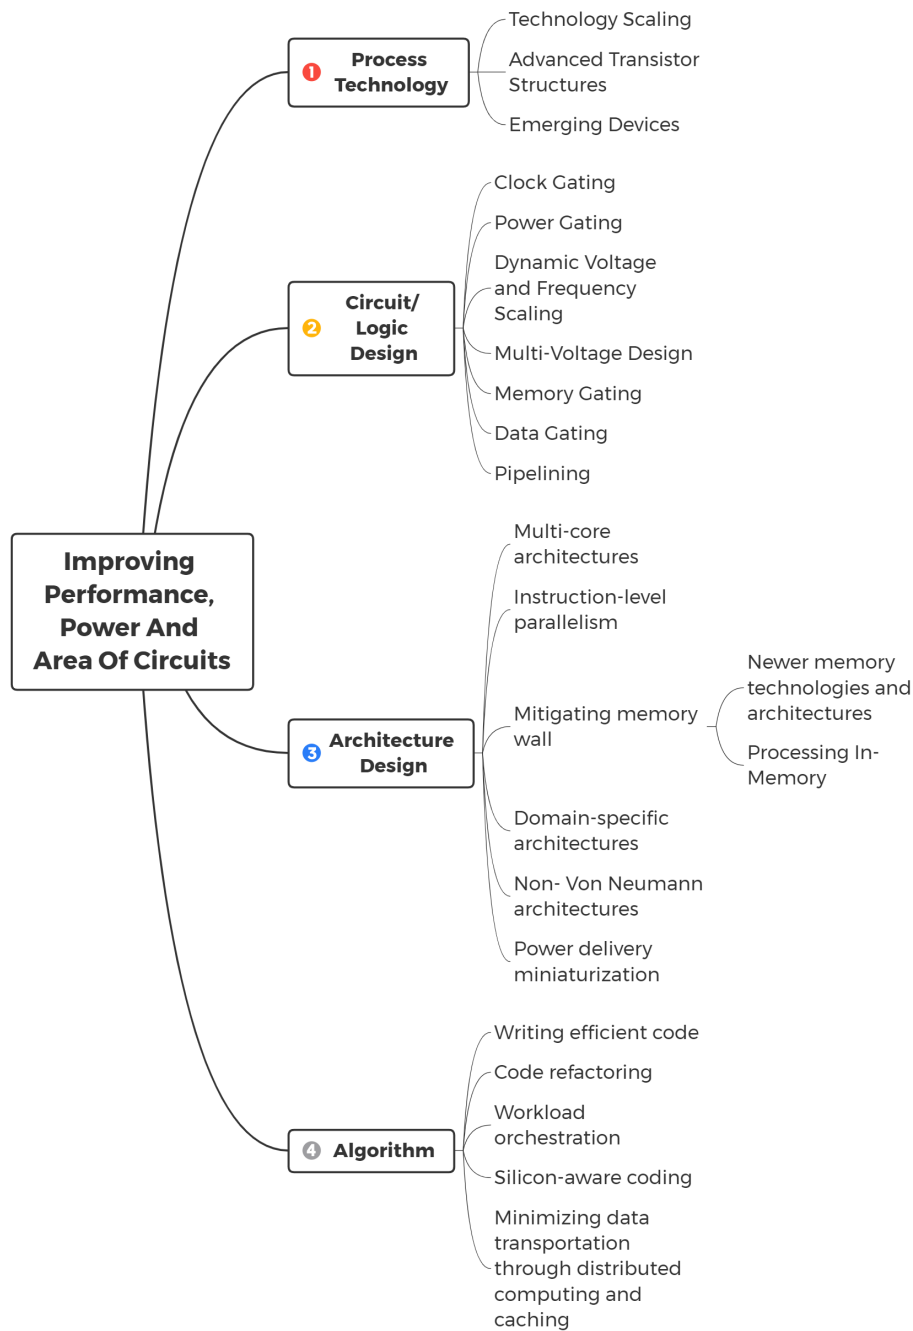 Improving
Performance,
Power And
Area Of Circuits
1
Process
Technology
Technology Scaling
Advanced Transistor
Structures
Emerging Devices
2
Circuit/
Logic
Design
Clock Gating
Power Gating
Dynamic Voltage
and Frequency
Scaling
Multi-Voltage Design
Memory Gating
Data Gating
Pipelining
3
Architecture
Design
Multi-core
architectures
Instruction-level
parallelism
Mitigating memory
wall
Newer memory
technologies and
architectures
Processing In-
Memory
Domain-specific
architectures
Non- Von Neumann
architectures
Power delivery
miniaturization
4
Algorithm
Writing efficient code
Code refactoring
Workload
orchestration
Silicon-aware coding
Minimizing data
transportation
through distributed
computing and
caching